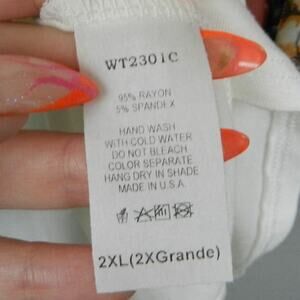 WT2301C
95% RAYON
5% SPANDEX
HAND WASH
WITH COLD WATER
DO NOT BLEACH
COLOR SEPARATE
HANG DRY IN SHADE
MADE IN U.S.A.
2XL(2XGrande)